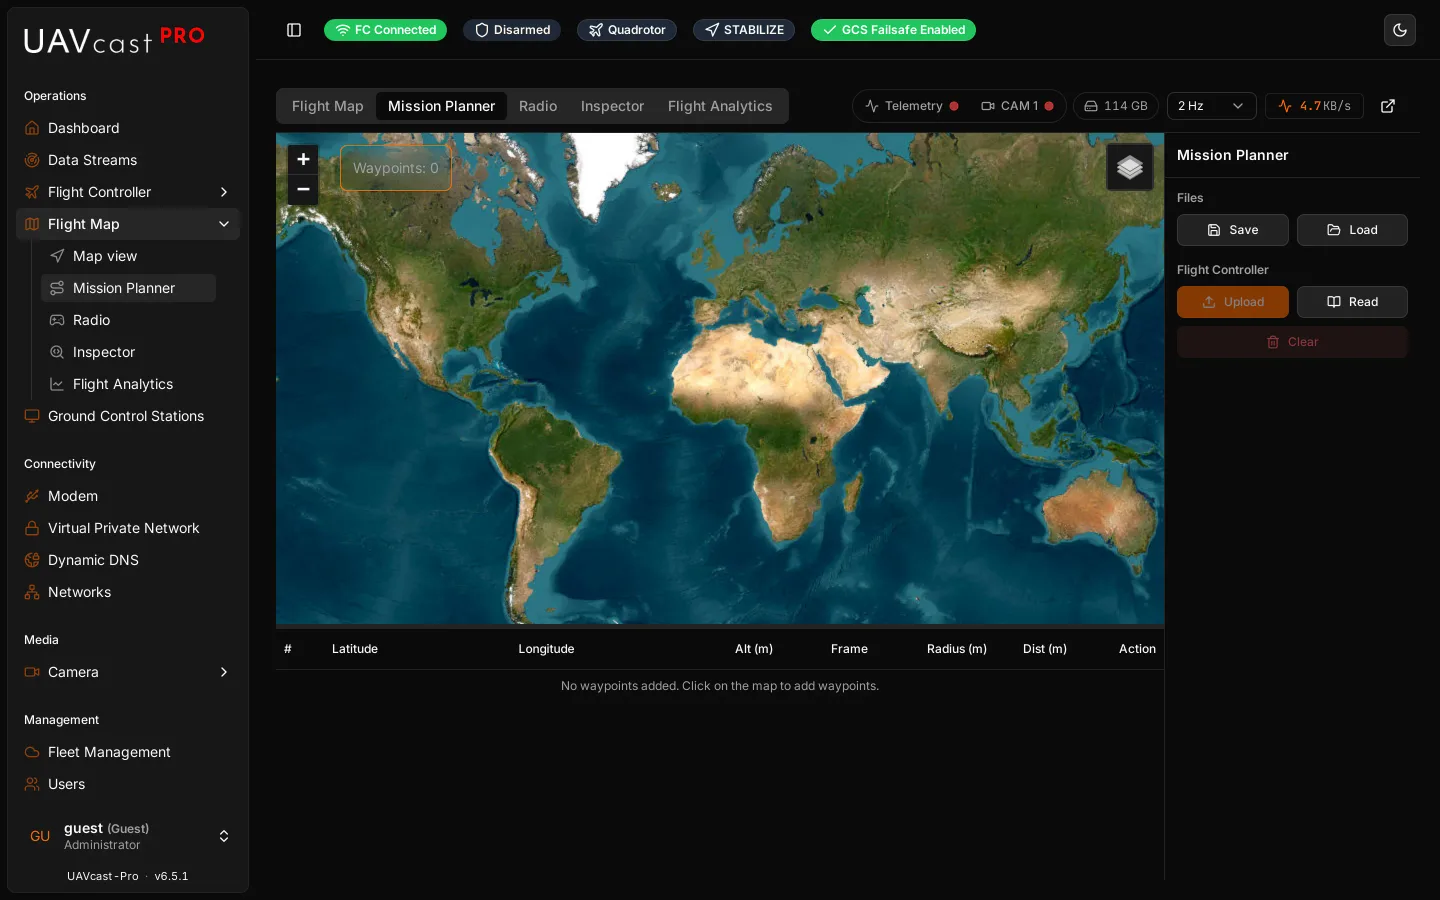 UAVcast PRO
Operations
Dashboard
Data Streams
Flight Controller
Flight Map
Map view
Mission Planner
Radio
Inspector
Flight Analytics
Ground Control Stations
Connectivity
Modem
Virtual Private Network
Dynamic DNS
Networks
Media
Camera
Management
Fleet Management
Users
GU
guest (Guest)
Administrator
UAVcast-Pro · v6.5.1
FC Connected Disarmed Quadrotor STABILIZE GCS Failsafe Enabled
Flight Map Mission Planner Radio Inspector Flight Analytics
Telemetry CAM 1 114 GB 2 Hz 4.7KB/s
+
−
Waypoints: 0
# Latitude Longitude Alt (m) Frame Radius (m) Dist (m) Action
No waypoints added. Click on the map to add waypoints.
Mission Planner
Files
Save Load
Flight Controller
Upload Read
Clear